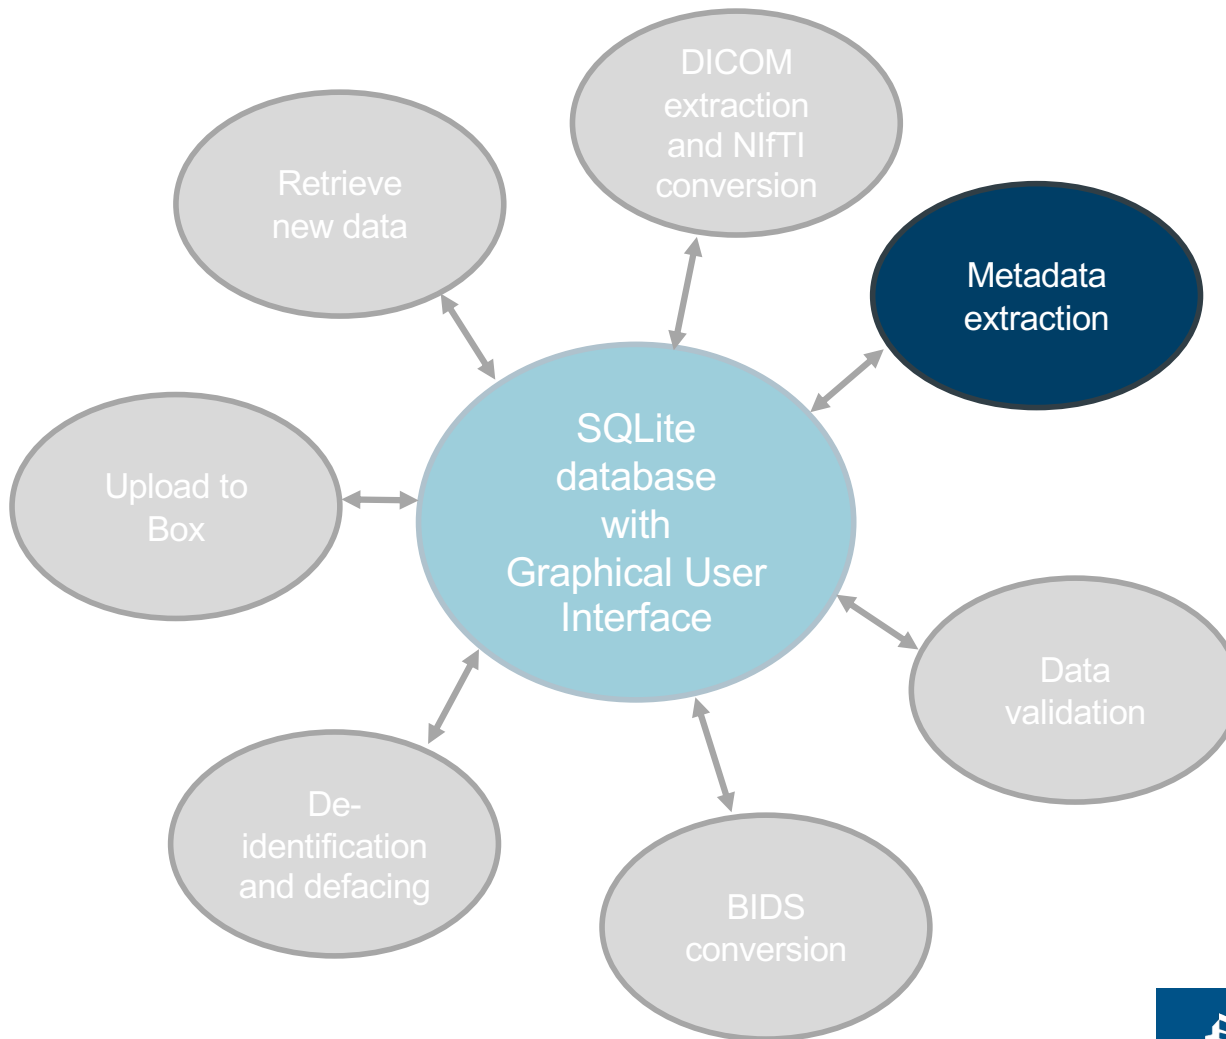 DICOM
extraction
and NIfTI
conversion
Retrieve
new data
Metadata
extraction
SQLite
database
with
Graphical User
Interface
Upload to
Box
Data
validation
De-
identification
and defacing
BIDS
conversion